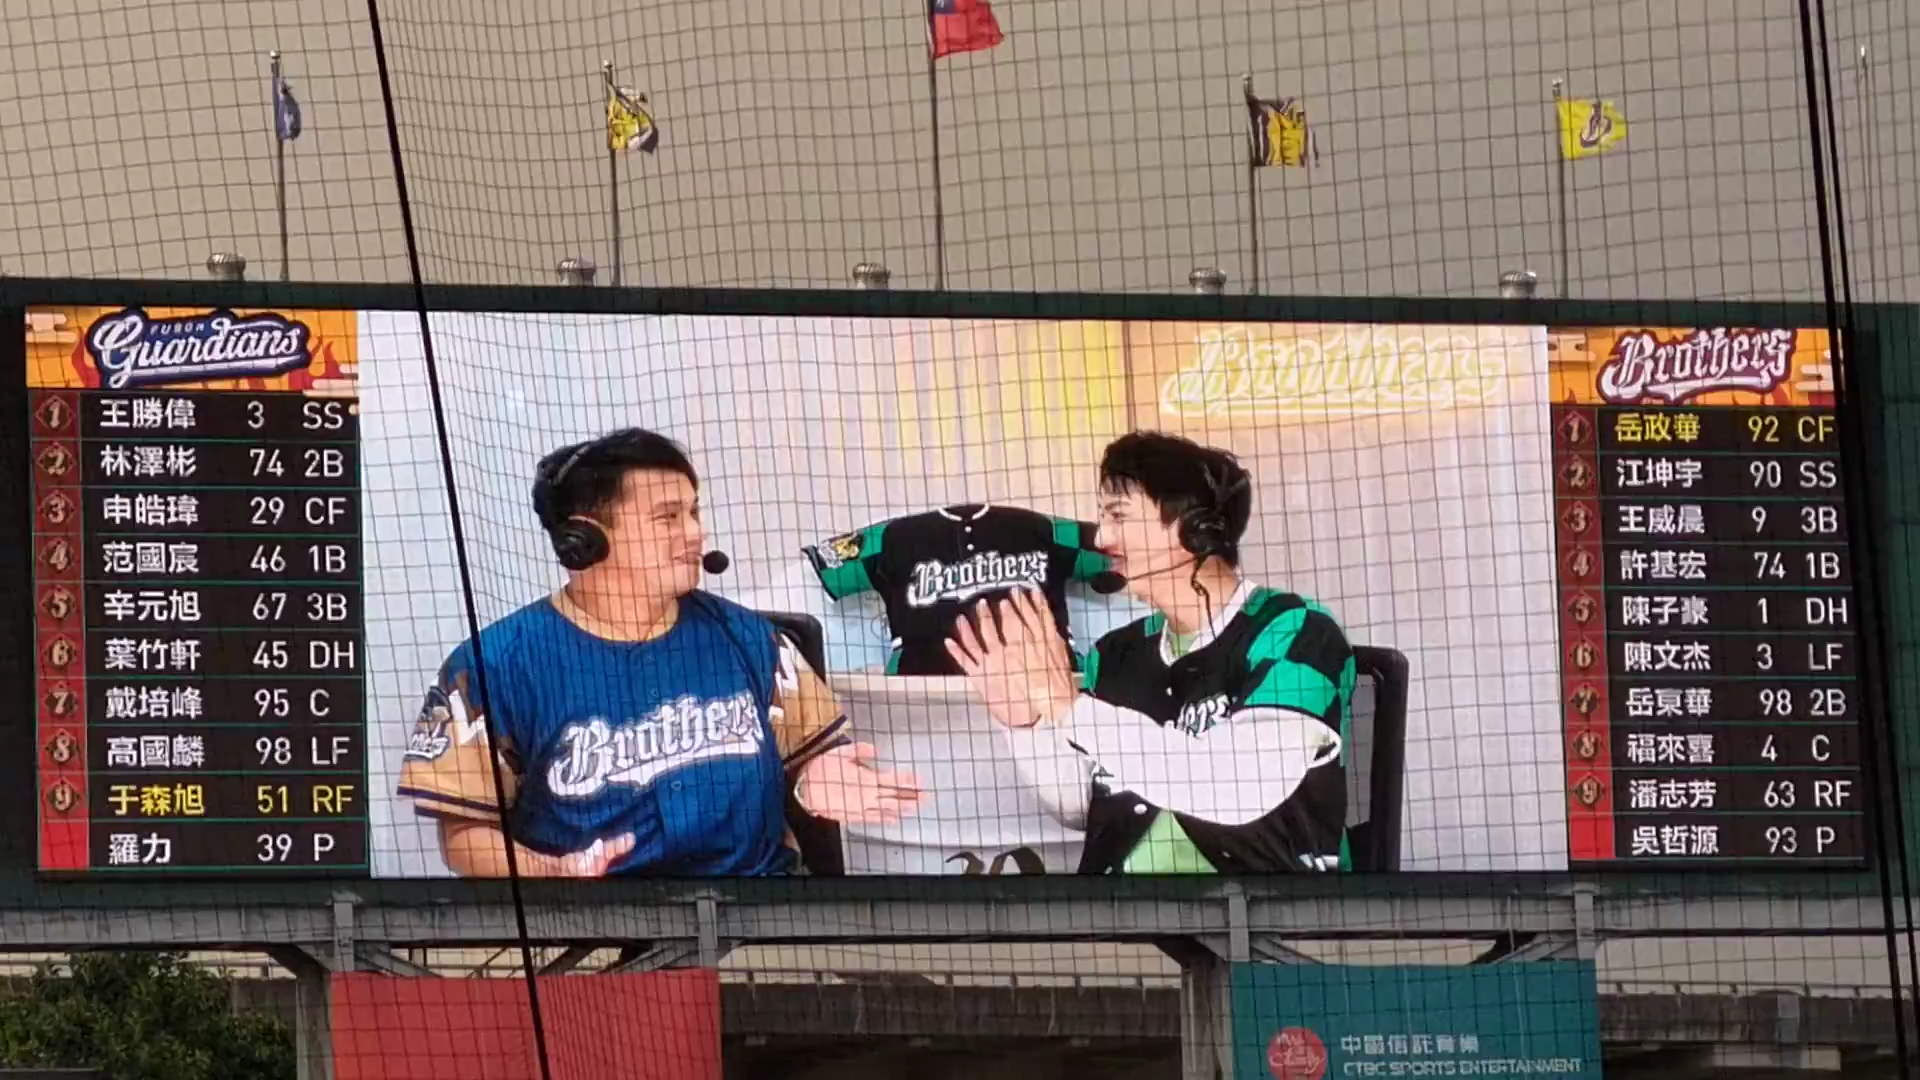 FUBON
Guardians
1 王勝偉 3 SS
2 林澤彬 74 2B
3 申皓瑋 29 CF
4 范國宸 46 1B
5 辛元旭 67 3B
6 葉竹軒 45 DH
7 戴培峰 95 C
8 高國麟 98 LF
9 于森旭 51 RF
羅力 39 P
Brothers
Brothers
Brothers
Brothers
1 岳政華 92 CF
2 江坤宇 90 SS
3 王威晨 9 3B
4 許基宏 74 1B
5 陳子豪 1 DH
6 陳文杰 3 LF
7 岳東華 98 2B
8 福來喜 4 C
9 潘志芳 63 RF
吳哲源 93 P
中國信託育樂
CTBC SPORTS ENTERTAINMENT